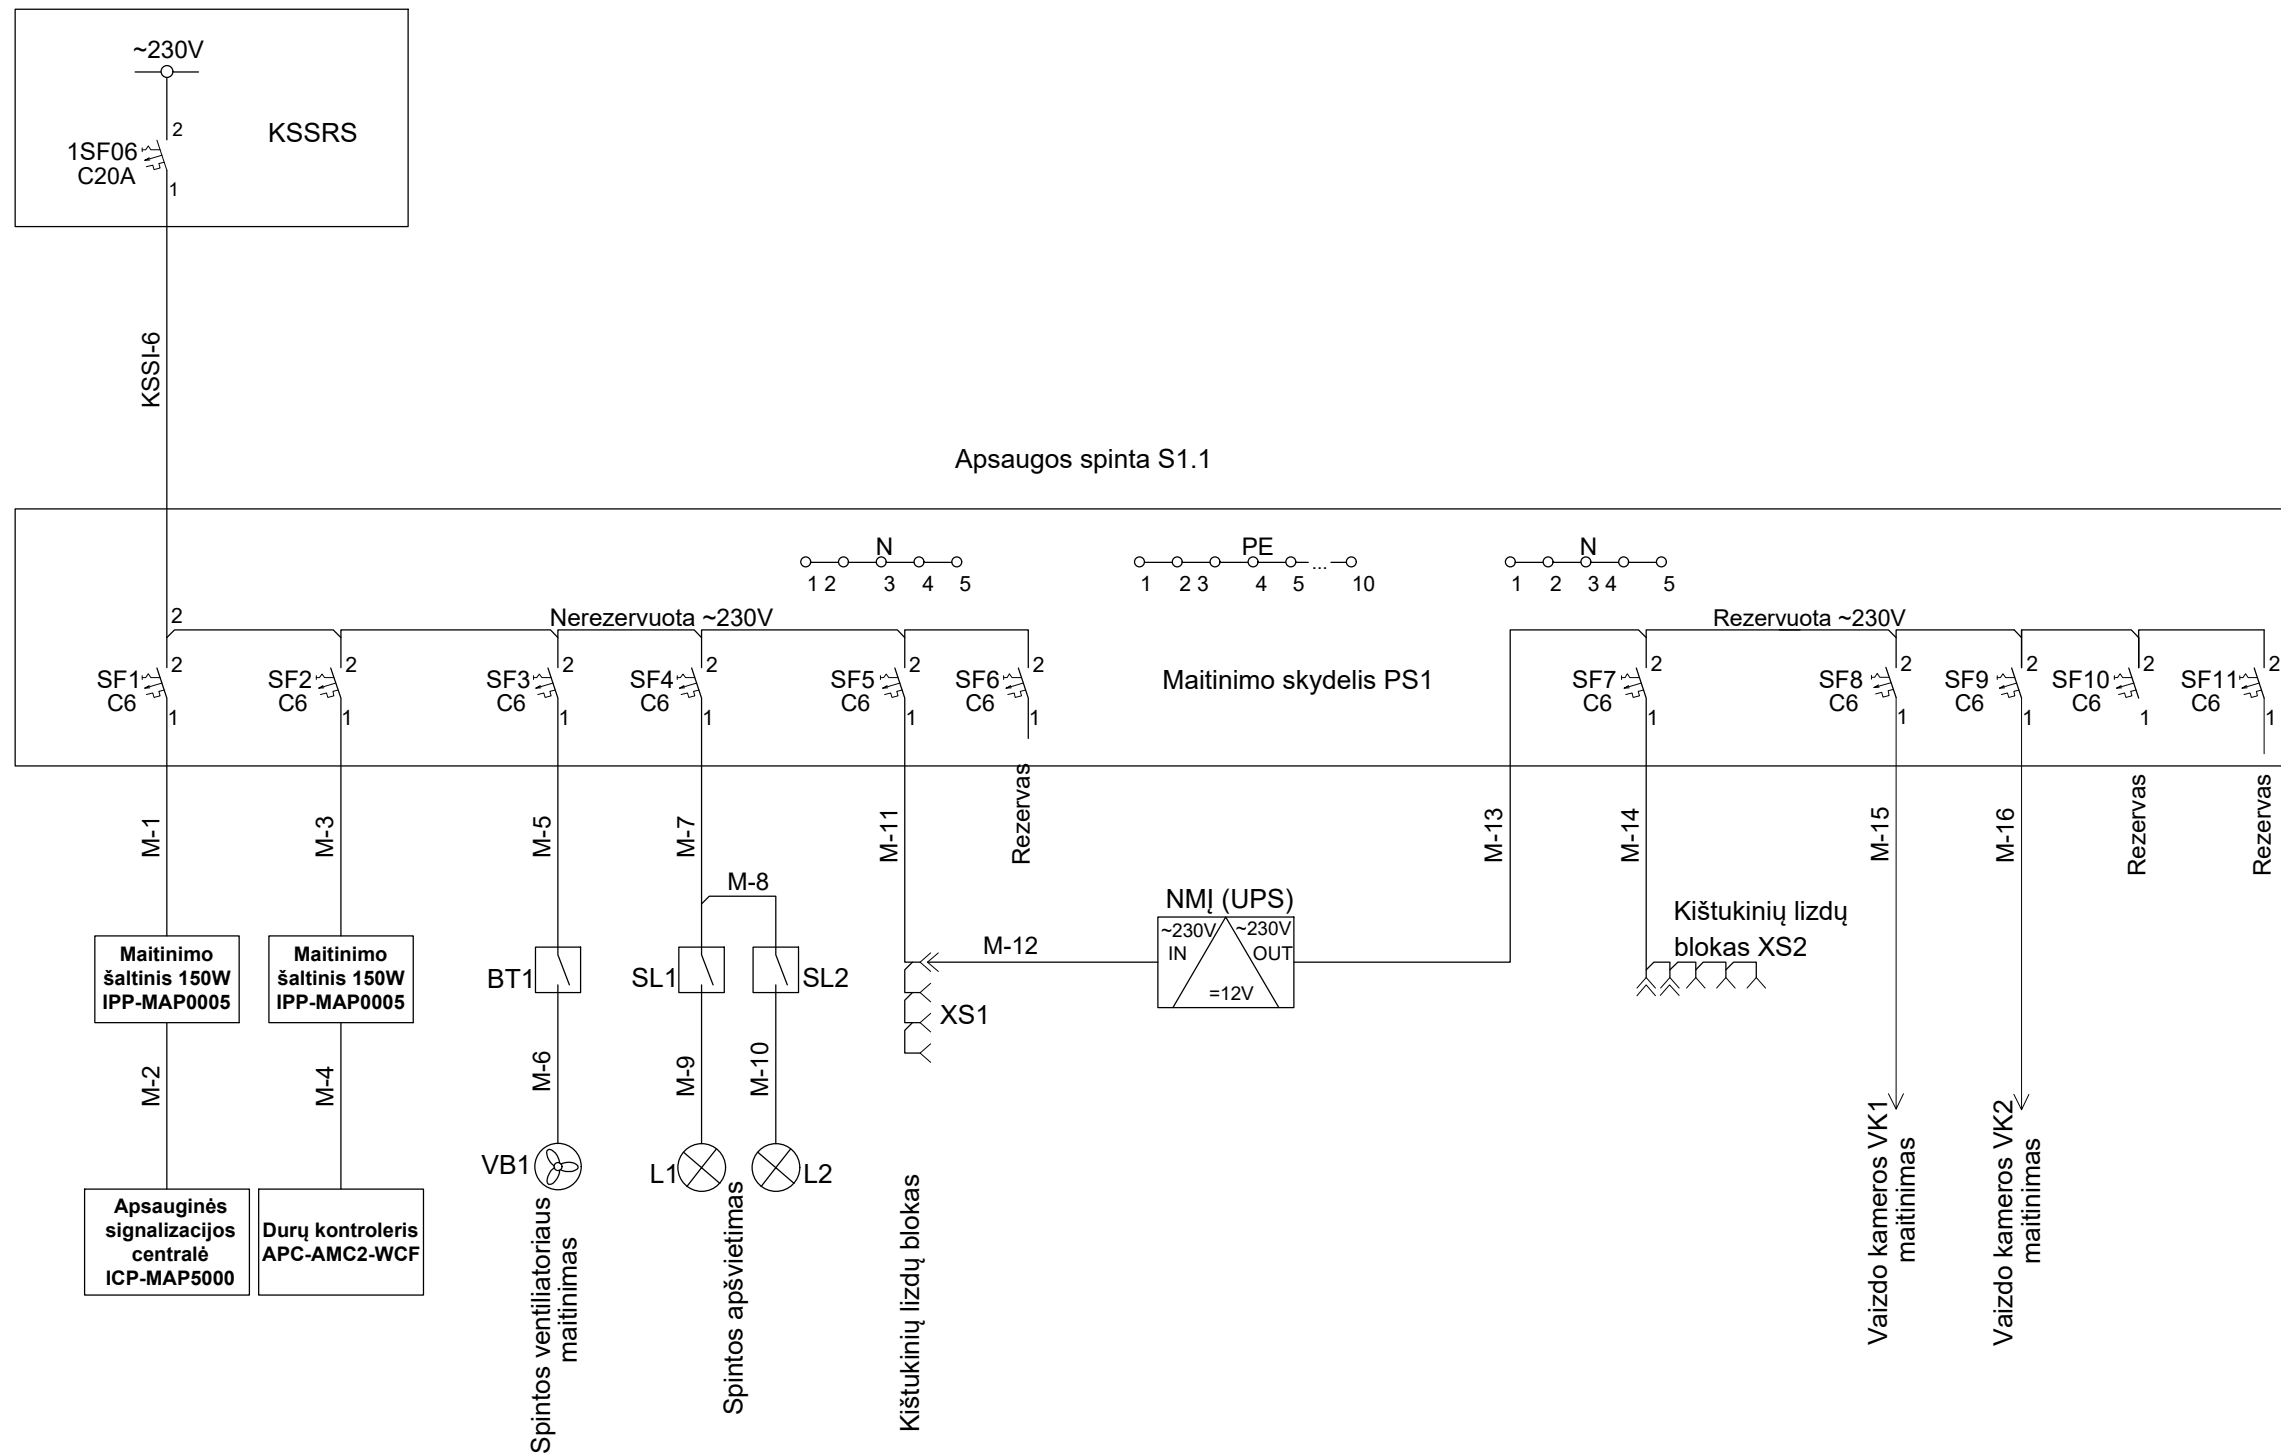 ~230V
KSSRS
2
1SF06
C20A
1
KSSI-6
Apsaugos spinta S1.1
N
1 2 3 4 5
PE
1 2 3 4 5 ... 10
N
1 2 3 4 5
2
Nerezervuota ~230V
Rezervuota ~230V
Maitinimo skydelis PS1
SF1
C6
2
1
SF2
C6
2
1
SF3
C6
2
1
SF4
C6
2
1
SF5
C6
2
1
SF6
C6
2
1
SF7
C6
2
1
SF8
C6
2
1
SF9
C6
2
1
SF10
C6
2
1
SF11
C6
2
1
M-1
M-3
M-5
M-7
M-11
Rezervas
M-13
M-14
M-15
M-16
Rezervas
Rezervas
M-8
NMĮ (UPS)
~230V
IN
~230V
OUT
=12V
M-12
Kištukinių lizdų
blokas XS2
Maitinimo
šaltinis 150W
IPP-MAP0005
Maitinimo
šaltinis 150W
IPP-MAP0005
BT1
SL1
SL2
XS1
M-2
M-4
M-6
M-9
M-10
VB1
L1
L2
Apsauginės
signalizacijos
centralė
ICP-MAP5000
Durų kontroleris
APC-AMC2-WCF
Spintos ventiliatoriaus
maitinimas
Spintos apšvietimas
Kištukinių lizdų blokas
Vaizdo kameros VK1
maitinimas
Vaizdo kameros VK2
maitinimas